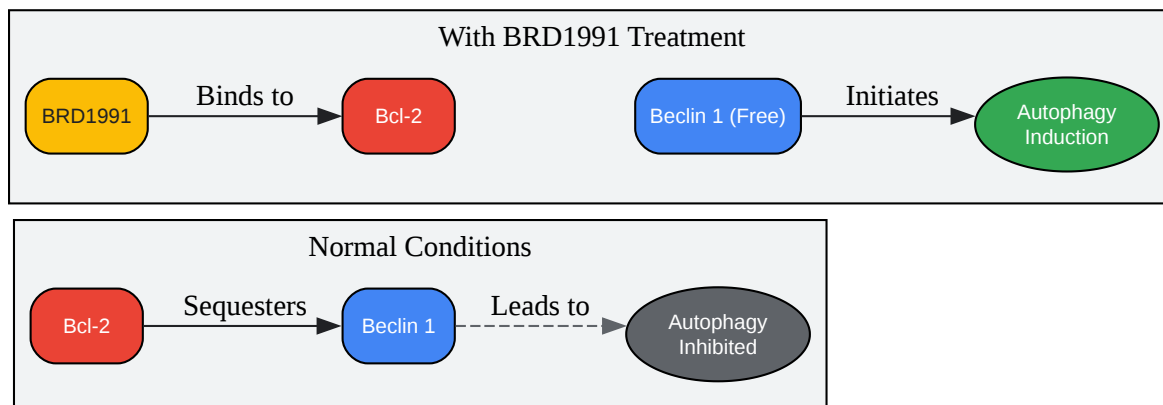 With BRD1991 Treatment
BRD1991
Binds to
Bcl-2
Beclin 1 (Free)
Initiates
Autophagy
Induction
Normal Conditions
Bcl-2
Sequesters
Beclin 1
Leads to
Autophagy
Inhibited